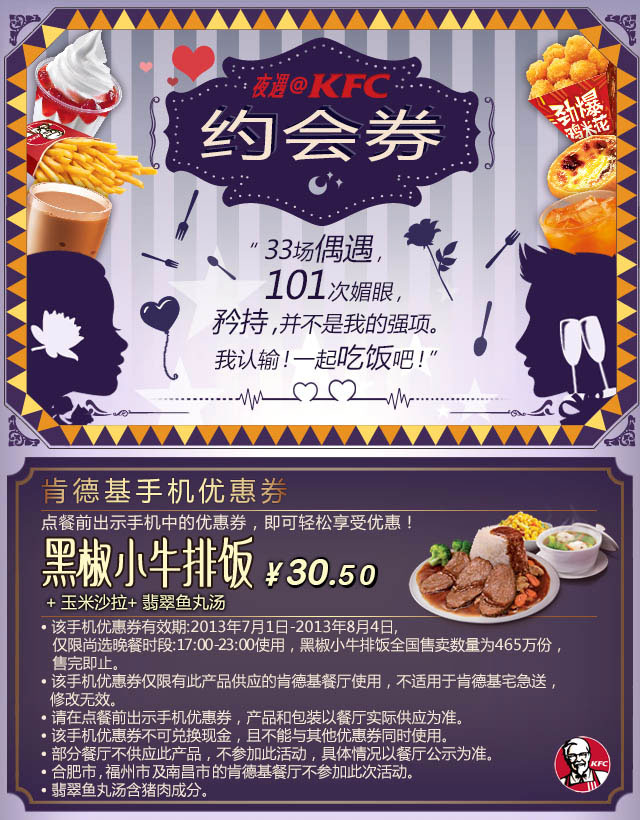 夜遇@KFC
约会券
KFC
劲爆
鸡米花
“33场偶遇，
101次媚眼，
矜持，并不是我的强项。
我认输！一起吃饭吧！”
肯德基手机优惠券
点餐前出示手机中的优惠券，即可轻松享受优惠！
黑椒小牛排饭 ￥30.50
+ 玉米沙拉+ 翡翠鱼丸汤
• 该手机优惠券有效期:2013年7月1日-2013年8月4日,
仅限尚选晚餐时段:17:00-23:00使用，黑椒小牛排饭全国售卖数量为465万份，
售完即止。
• 该手机优惠券仅限有此产品供应的肯德基餐厅使用，不适用于肯德基宅急送，
修改无效。
• 请在点餐前出示手机优惠券，产品和包装以餐厅实际供应为准。
• 该手机优惠券不可兑换现金，且不能与其他优惠券同时使用。
• 部分餐厅不供应此产品，不参加此活动，具体情况以餐厅公示为准。
• 合肥市，福州市及南昌市的肯德基餐厅不参加此次活动。
• 翡翠鱼丸汤含猪肉成分。
KFC